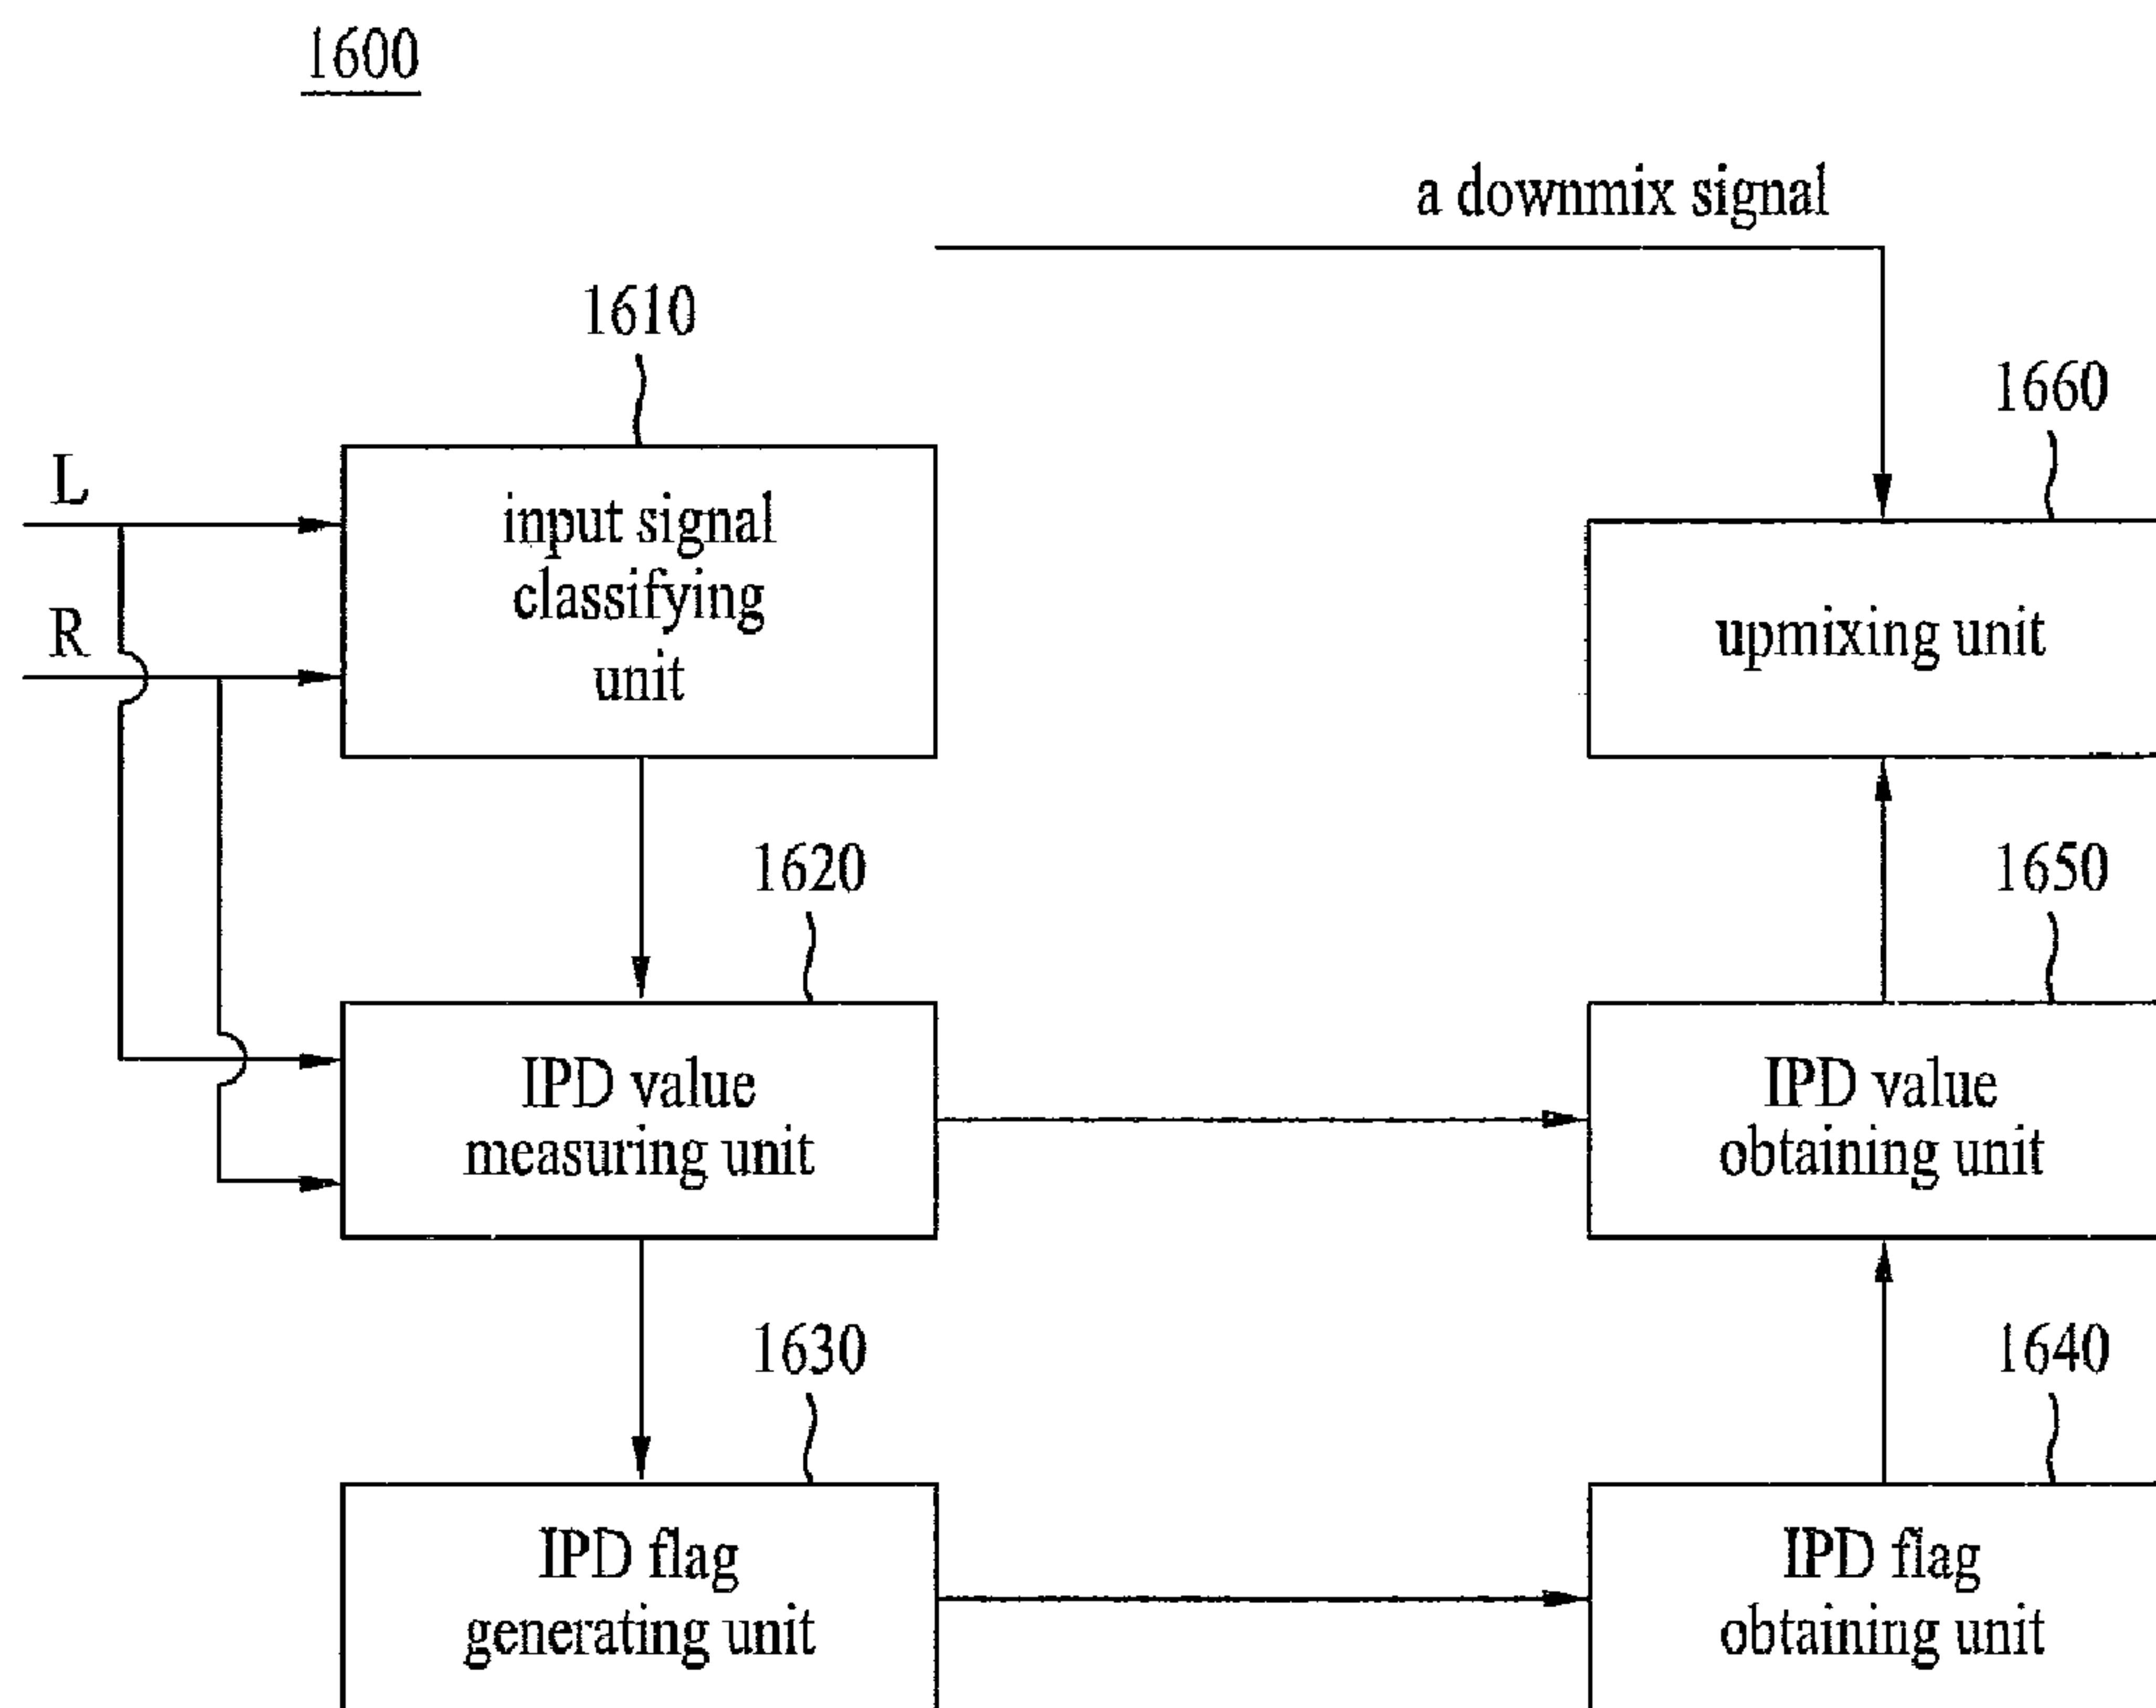 1600
a downmix signal
1610
1660
L
R
input signal
classifying
unit
upmixing unit
1620
1650
IPD value
measuring unit
IPD value
obtaining unit
1630
1640
IPD flag
generating unit
IPD flag
obtaining unit